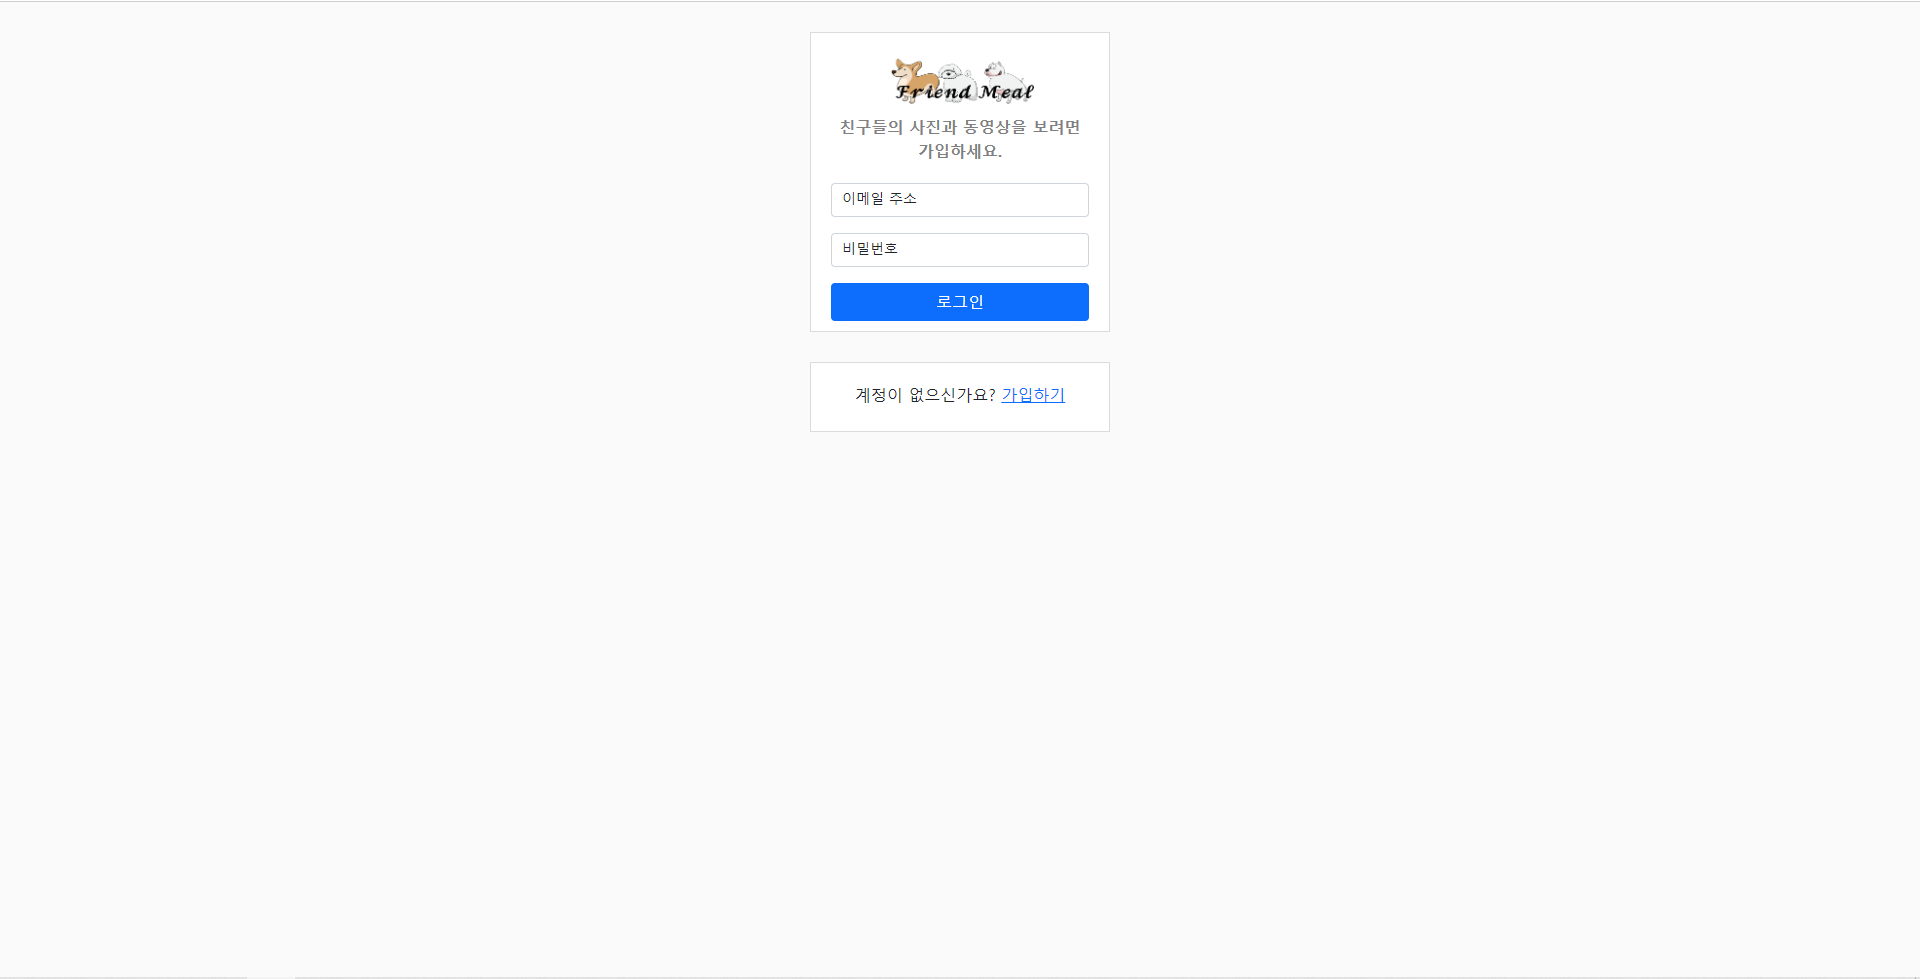 Friend Meal
친구들의 사진과 동영상을 보려면
가입하세요.
이메일 주소
비밀번호
로그인
계정이 없으신가요? 가입하기